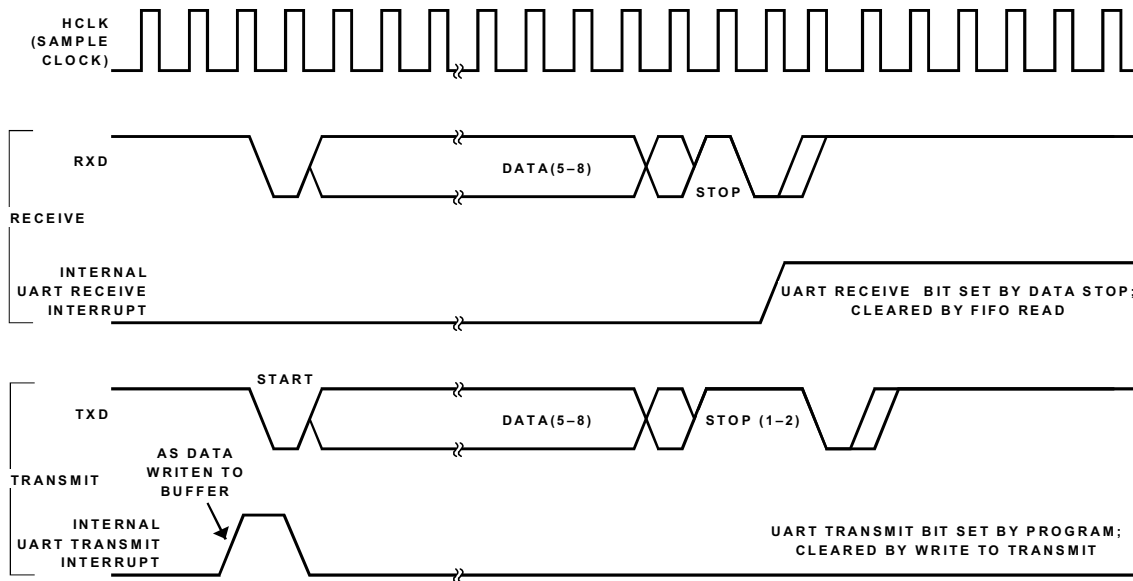 HCLK
(SAMPLE
CLOCK)
RXD
DATA(5–8)
STOP
RECEIVE
INTERNAL
UART RECEIVE
INTERRUPT
UART RECEIVE BIT SET BY DATA STOP;
CLEARED BY FIFO READ
START
TXD
DATA(5–8)
STOP (1–2)
AS DATA
WRITEN TO
BUFFER
TRANSMIT
INTERNAL
UART TRANSMIT
INTERRUPT
UART TRANSMIT BIT SET BY PROGRAM;
CLEARED BY WRITE TO TRANSMIT